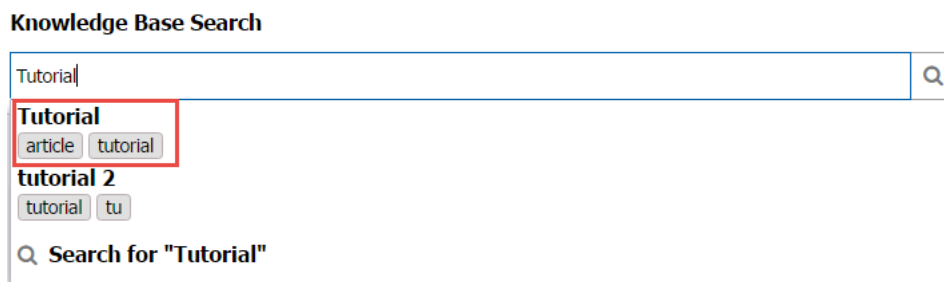 Knowledge Base Search
Tutorial
Tutorial
article tutorial
tutorial 2
tutorial tu
Search for "Tutorial"